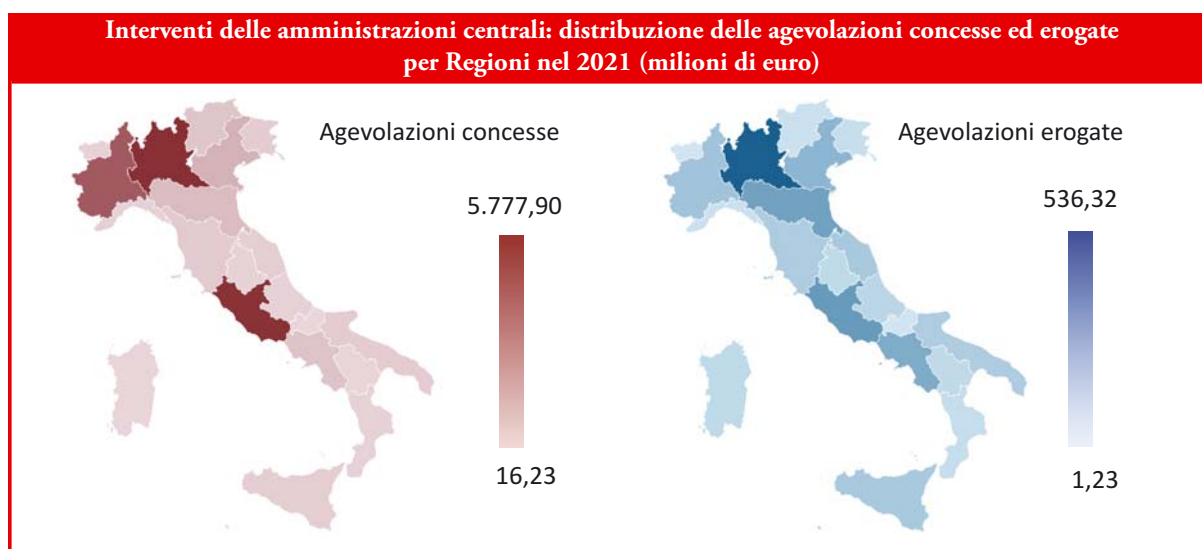 Interventi delle amministrazioni centrali: distribuzione delle agevolazioni concesse ed erogate
per Regioni nel 2021 (milioni di euro)
Agevolazioni concesse
5.777,90
16,23
Agevolazioni erogate
536,32
1,23